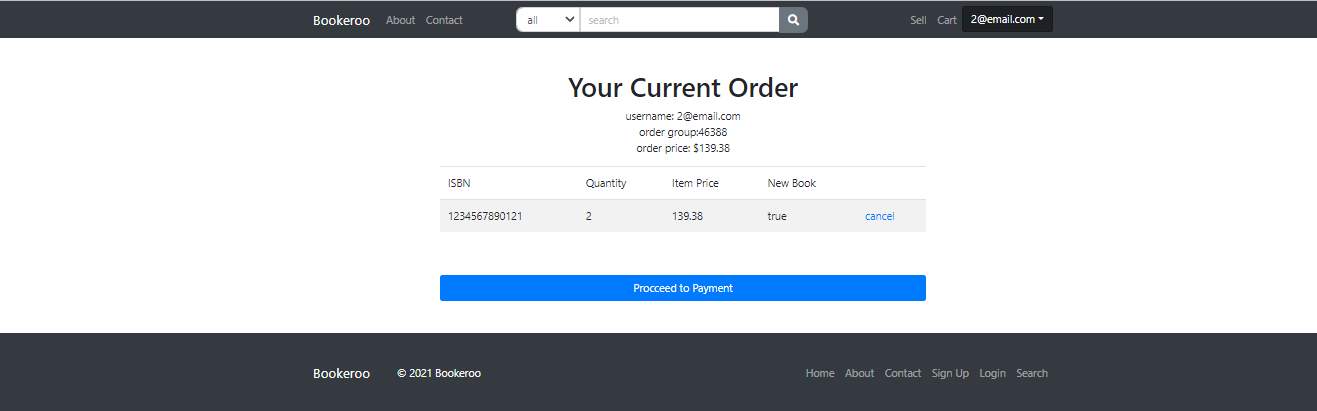 Bookeroo About Contact all search Sell Cart 2@email.com
Your Current Order
username: 2@email.com
order group:46388
order price: $139.38
ISBN Quantity Item Price New Book
1234567890121 2 139.38 true cancel
Procceed to Payment
Bookeroo © 2021 Bookeroo Home About Contact Sign Up Login Search